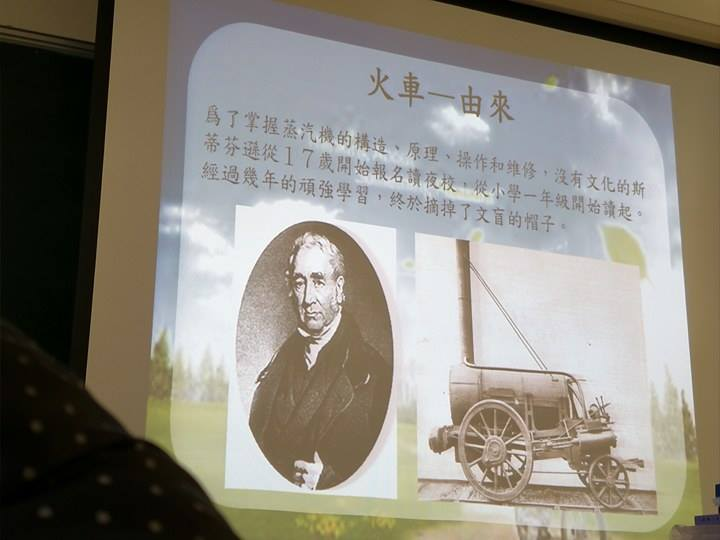 火車─由來
爲了掌握蒸汽機的構造、原理、操作和維修，沒有文化的斯
蒂芬遜從17歲開始報名讀夜校，從小學一年級開始讀起。
經過幾年的頑強學習，終於摘掉了文盲的帽子。